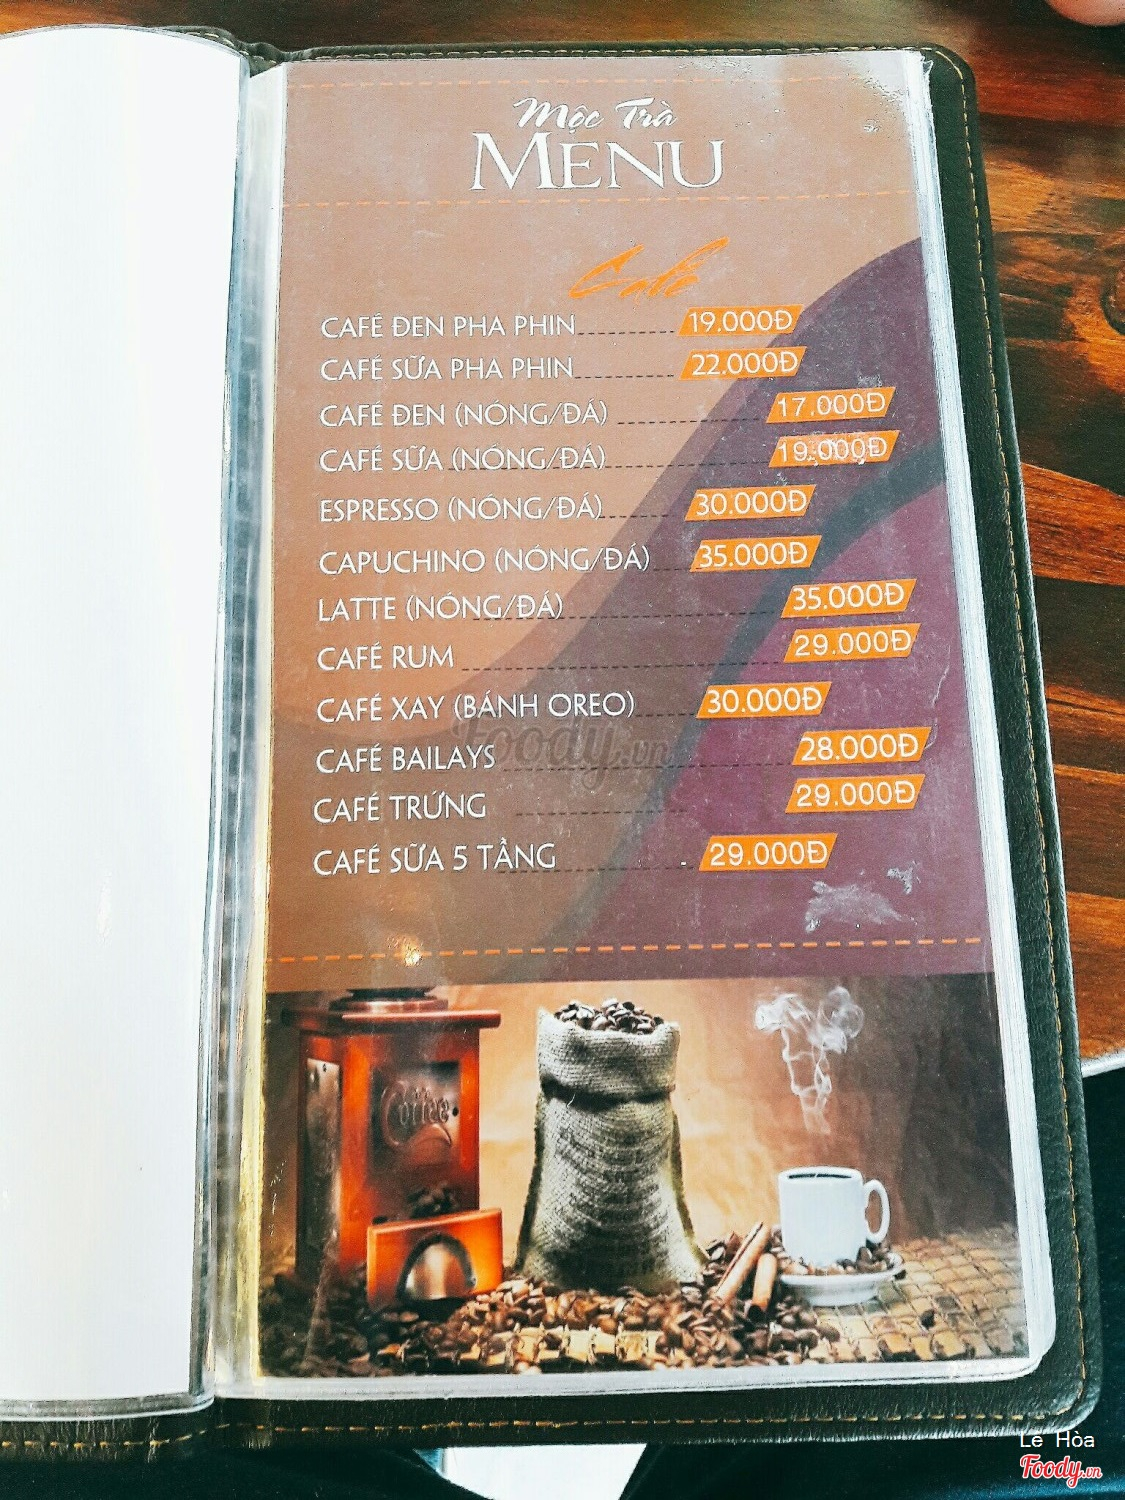 Mộc Trà
MENU
Café
CAFÉ ĐEN PHA PHIN 19.000Đ
CAFÉ SỮA PHA PHIN 22.000Đ
CAFÉ ĐEN (NÓNG/ĐÁ) 17.000Đ
CAFÉ SỮA (NÓNG/ĐÁ) 19.000Đ
ESPRESSO (NÓNG/ĐÁ) 30.000Đ
CAPUCHINO (NÓNG/ĐÁ) 35.000Đ
LATTE (NÓNG/ĐÁ) 35.000Đ
CAFÉ RUM 29.000Đ
CAFÉ XAY (BÁNH OREO) 30.000Đ
Foody.vn
CAFÉ BAILAYS 28.000Đ
CAFÉ TRỨNG 29.000Đ
CAFÉ SỮA 5 TẦNG 29.000Đ
Coffee
Lê Hòa
Foody.vn